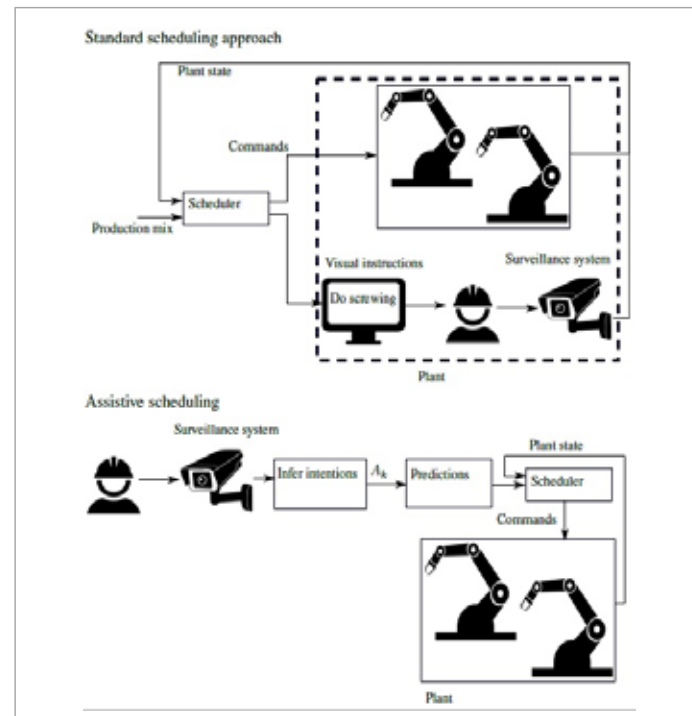 Standard scheduling approach
Plant state
Commands
Scheduler
Production mix
Visual instructions
Surveillance system
Do screwing
Plant
Assistive scheduling
Surveillance system
Plant state
Infer intentions
A_k
Predictions
Scheduler
Commands
Plant